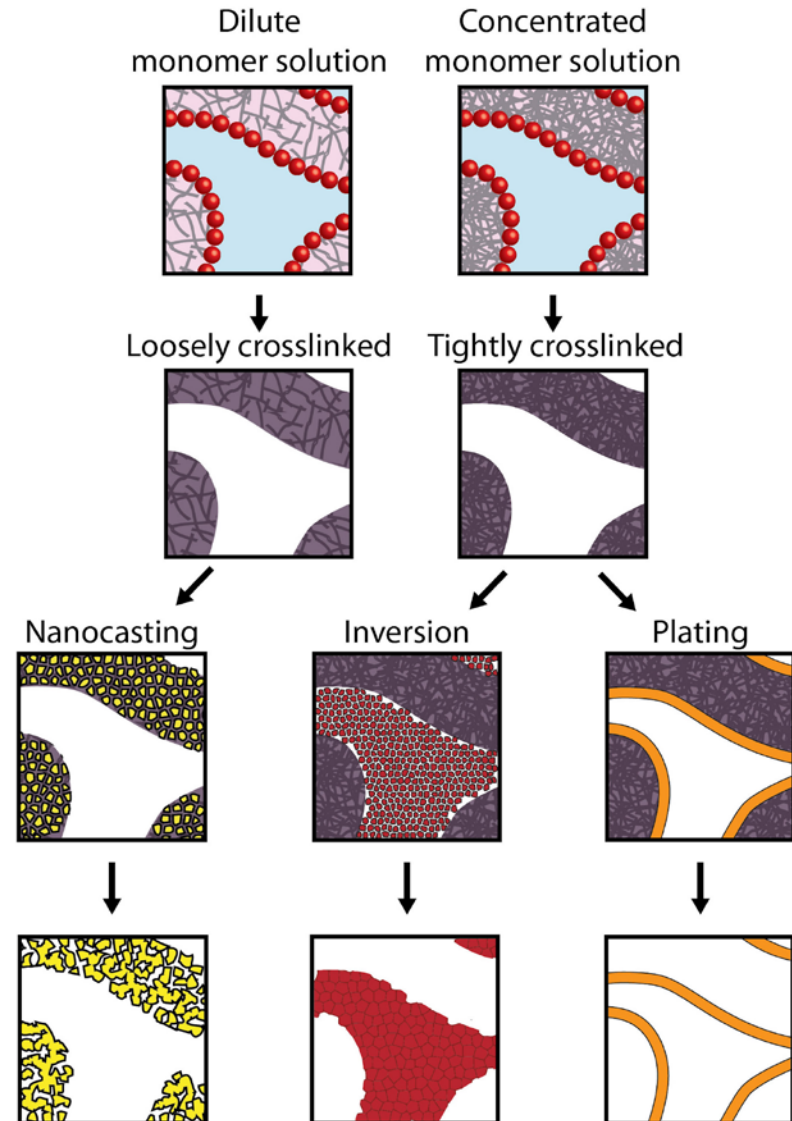 Dilute
monomer solution
Concentrated
monomer solution
Loosely crosslinked
Tightly crosslinked
Nanocasting
Inversion
Plating